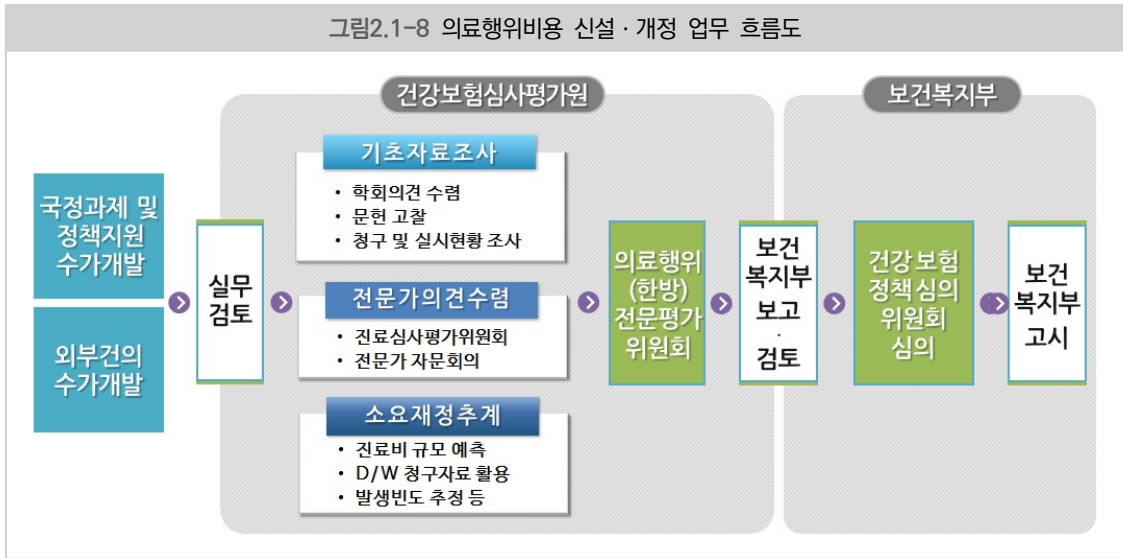 그림2.1-8 의료행위비용 신설 · 개정 업무 흐름도
건강보험심사평가원
보건복지부
국정과제 및
정책지원
수가개발
외부건의
수가개발
실무
검토
기초자료조사
• 학회의견 수렴
• 문헌 고찰
• 청구 및 실시현황 조사
전문가의견수렴
• 진료심사평가위원회
• 전문가 자문회의
소요재정추계
• 진료비 규모 예측
• D/W 청구자료 활용
• 발생빈도 추정 등
의료행위
(한방)
전문평가
위원회
보건
복지부
보고
·
검토
건강보험
정책심의
위원회
심의
보건
복지부
고시